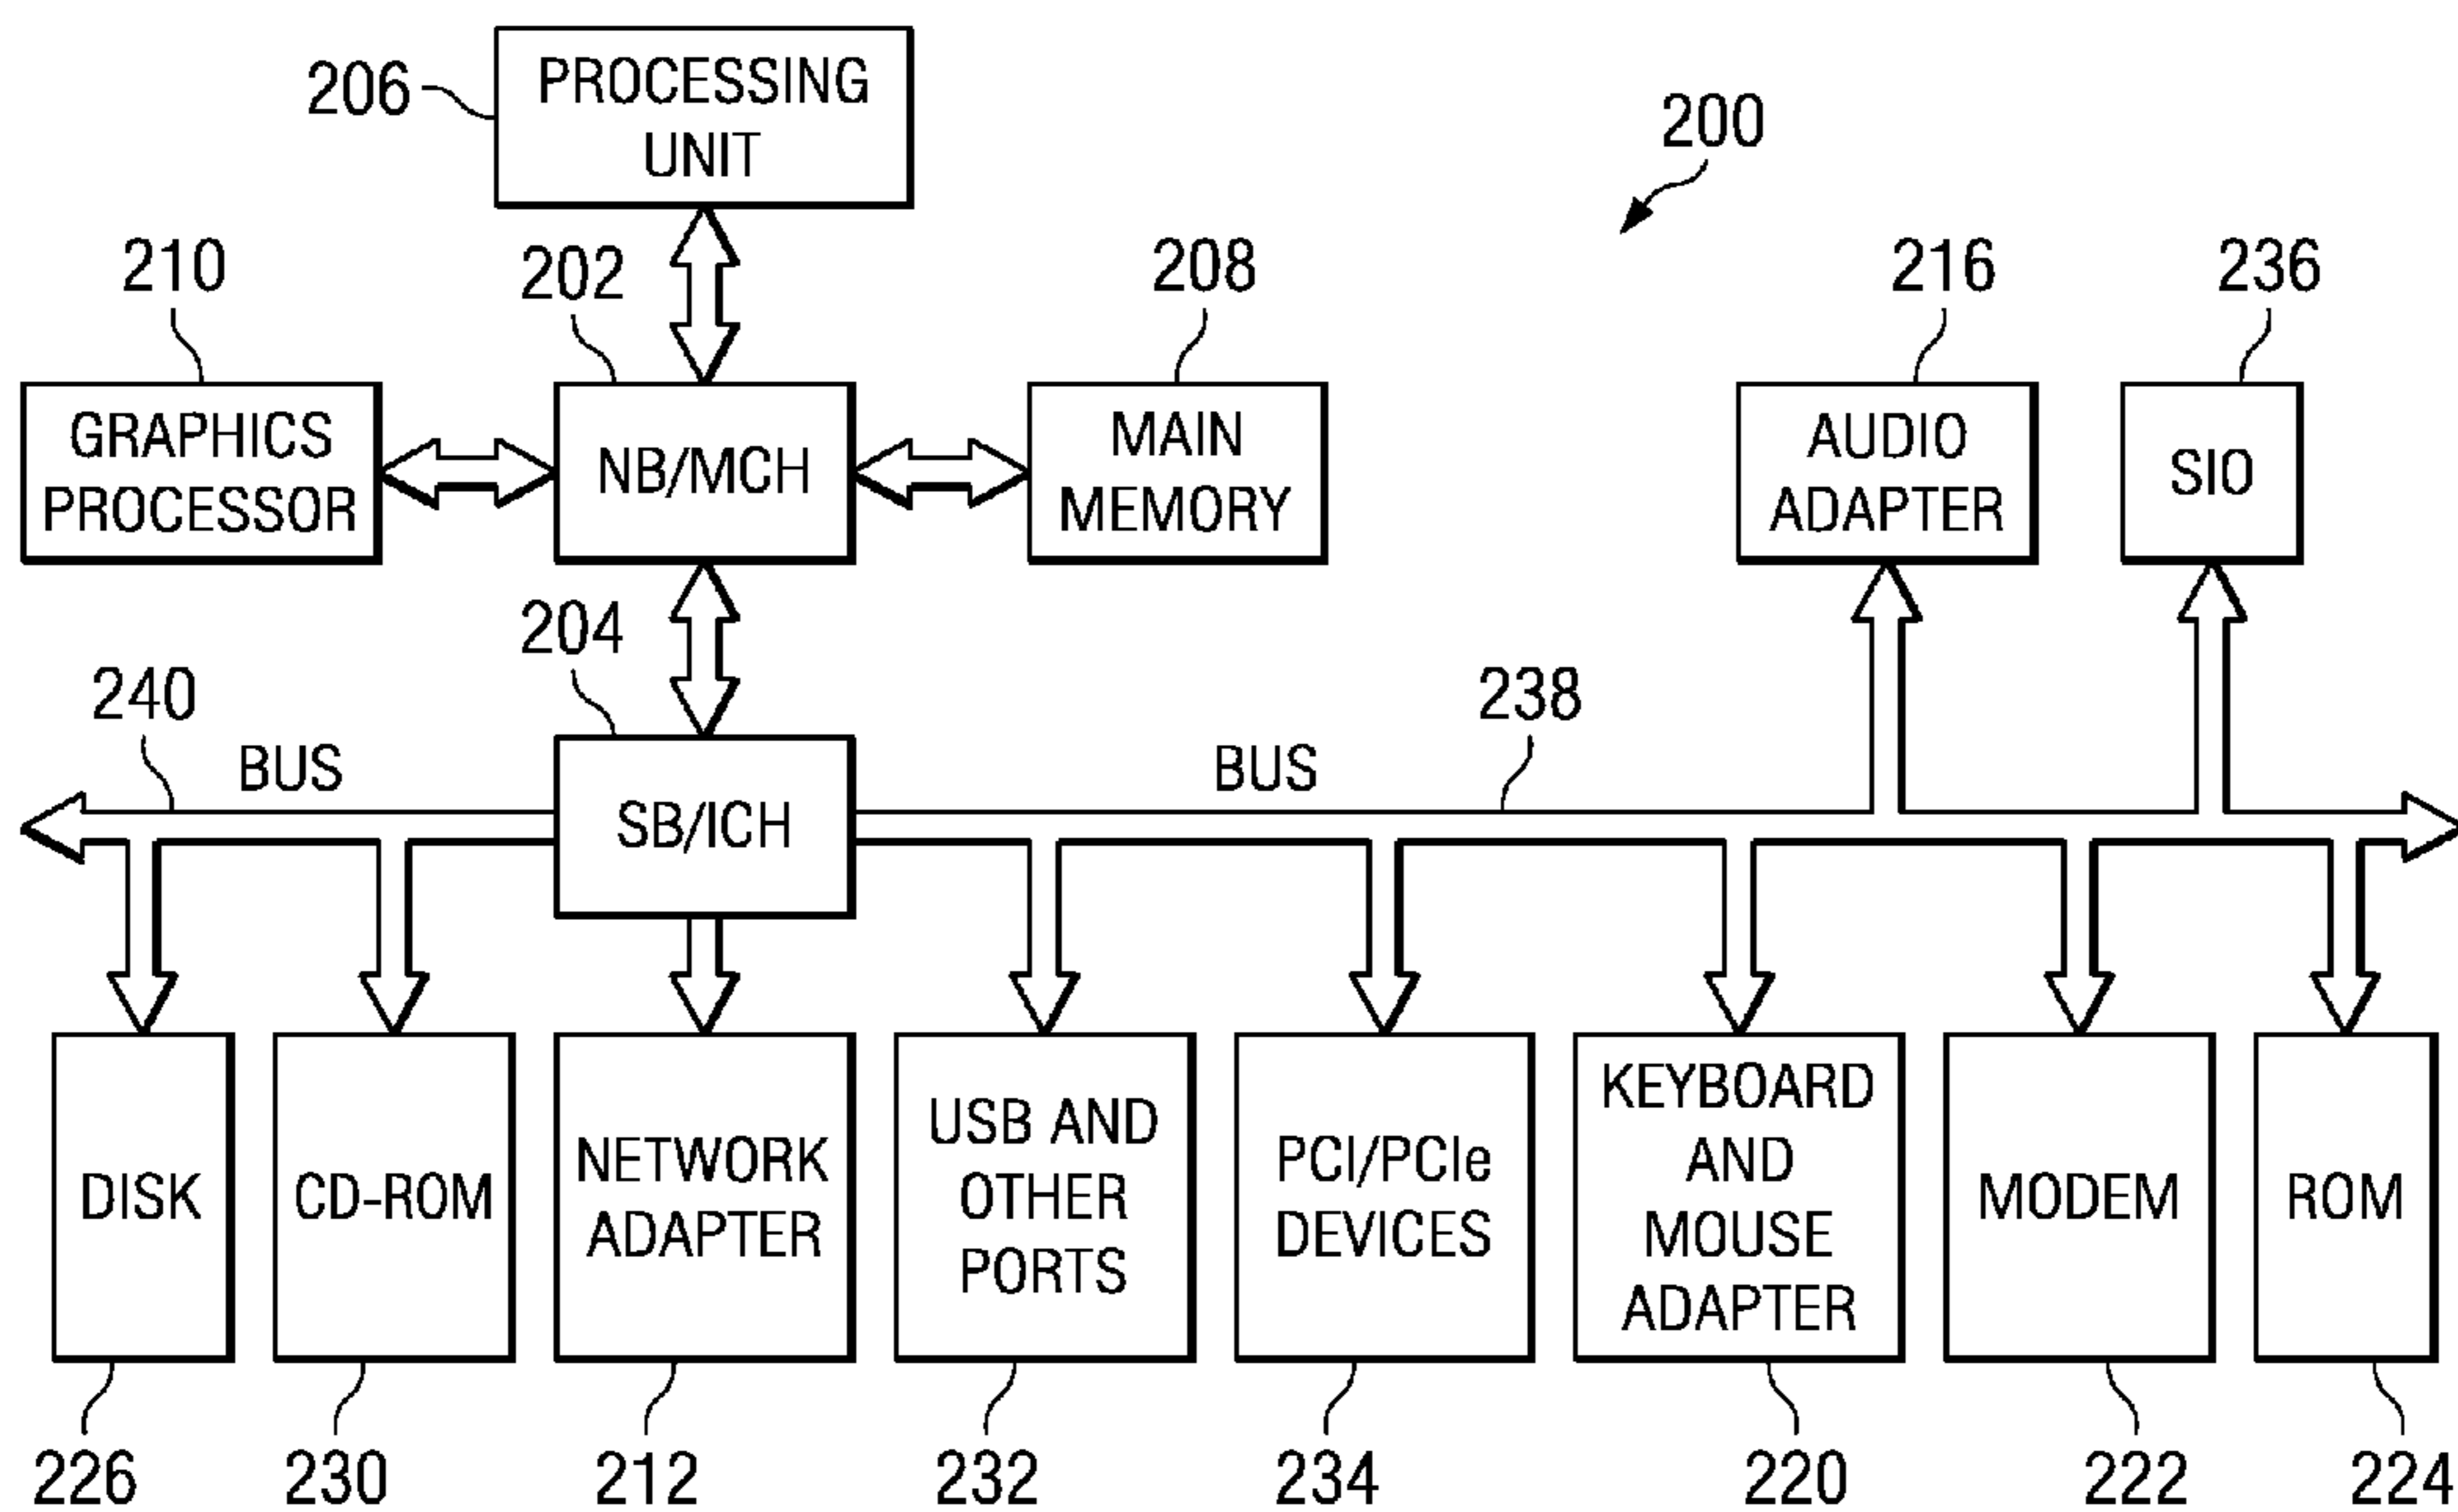 206
PROCESSING
UNIT
200
210
202
208
216
236
GRAPHICS
PROCESSOR
NB/MCH
MAIN
MEMORY
AUDIO
ADAPTER
SIO
204
240
BUS
238
BUS
SB/ICH
DISK
CD-ROM
NETWORK
ADAPTER
USB AND
OTHER
PORTS
PCI/PCIe
DEVICES
KEYBOARD
AND
MOUSE
ADAPTER
MODEM
ROM
226
230
212
232
234
220
222
224